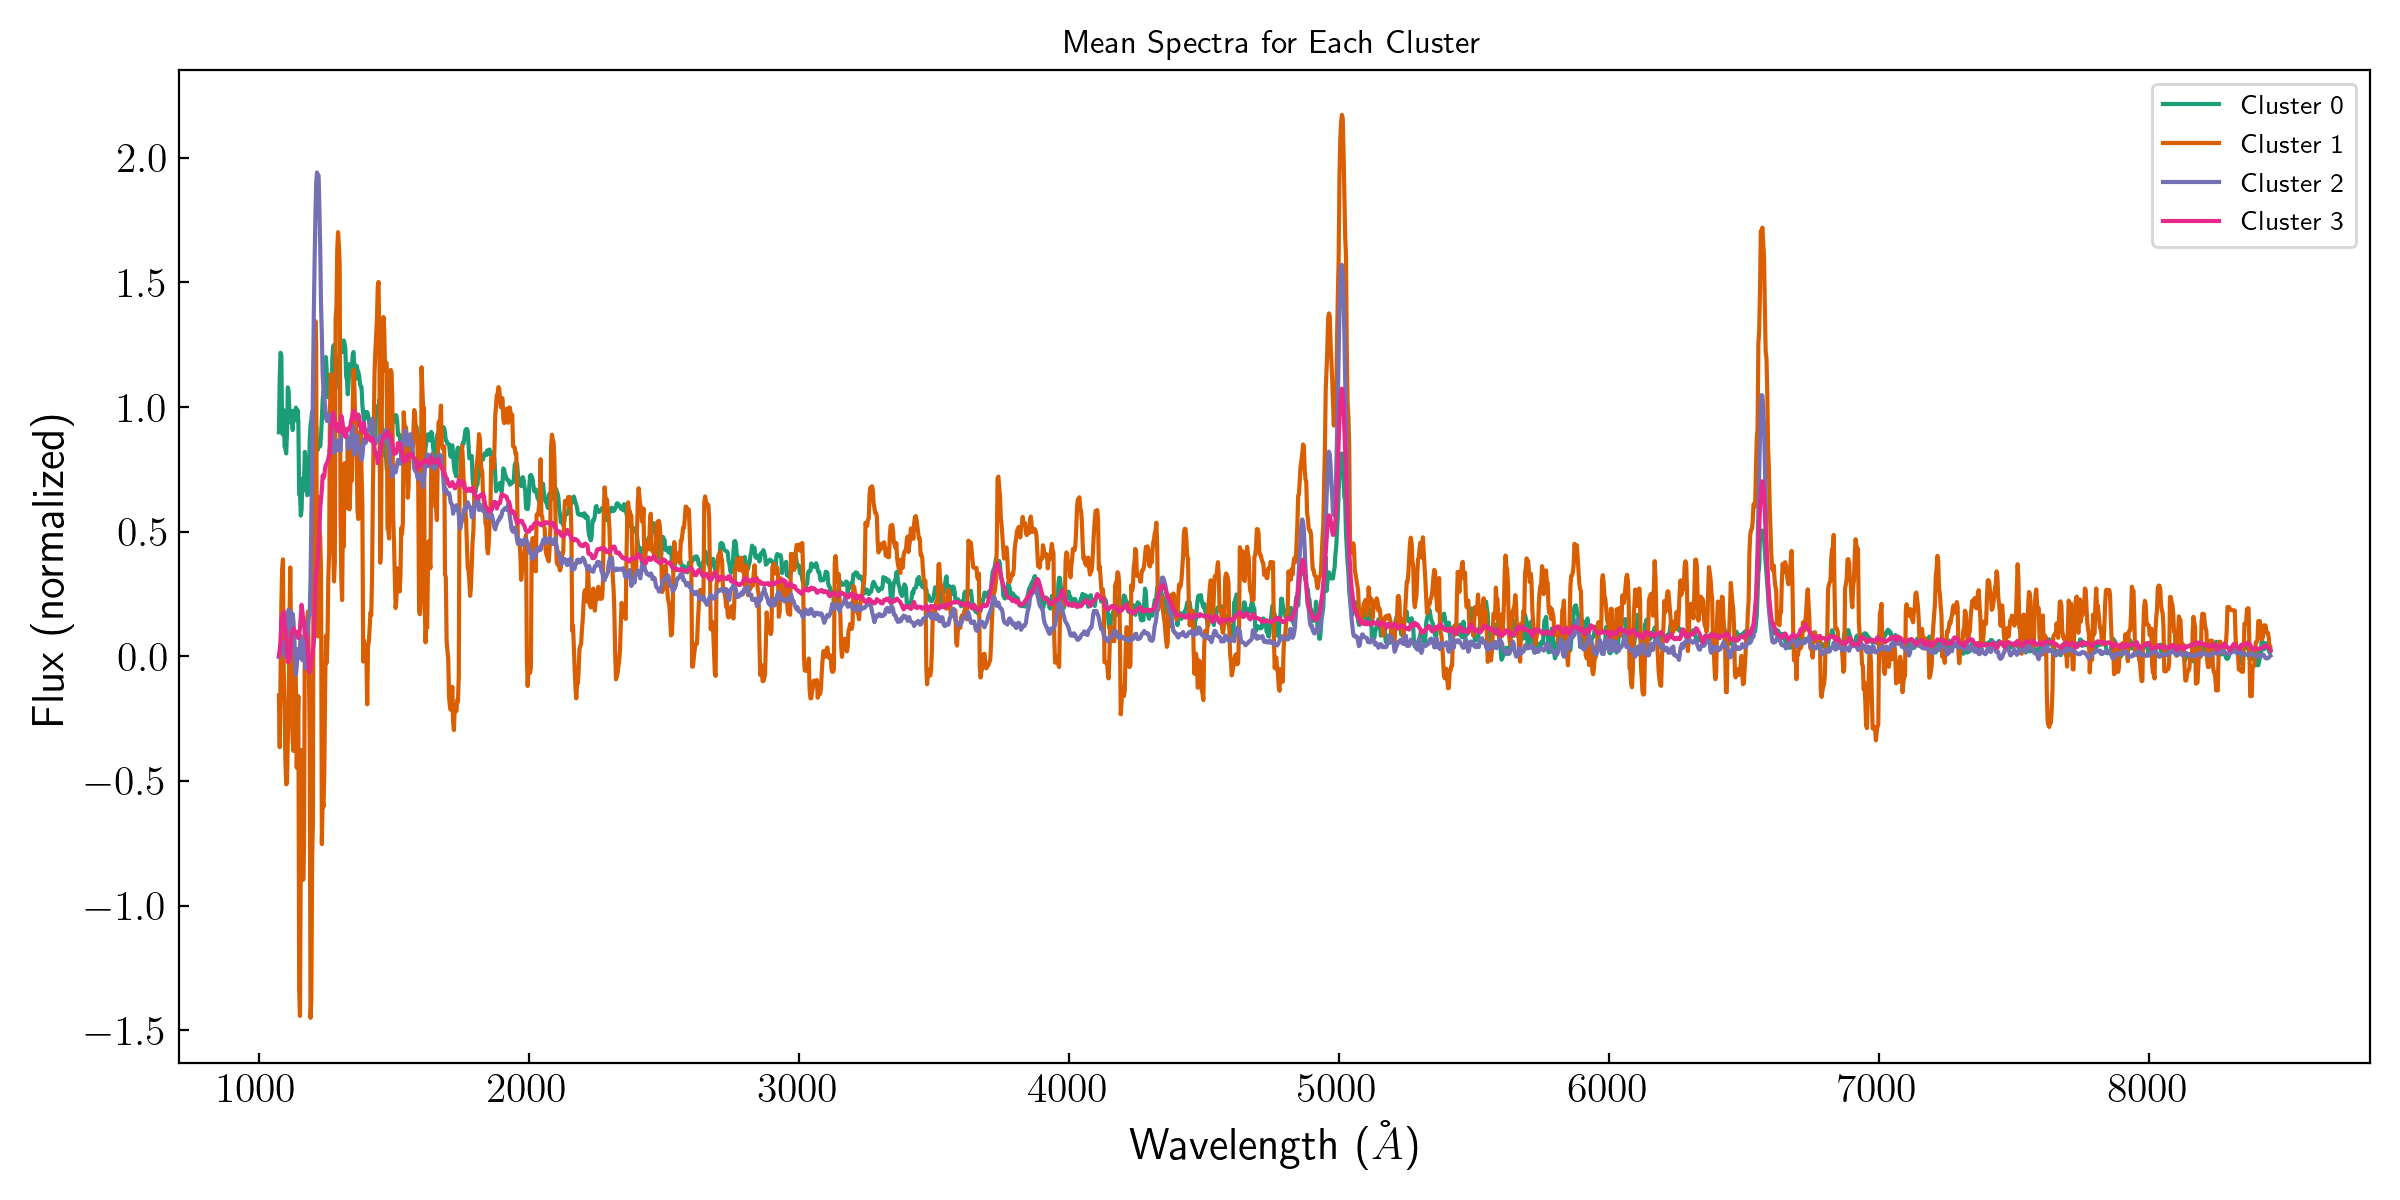 Mean Spectra for Each Cluster
Cluster 0
Cluster 1
Cluster 2
Cluster 3
Flux (normalized)
2.0
1.5
1.0
0.5
0.0
−0.5
−1.0
−1.5
1000 2000 3000 4000 5000 6000 7000 8000
Wavelength (Å)